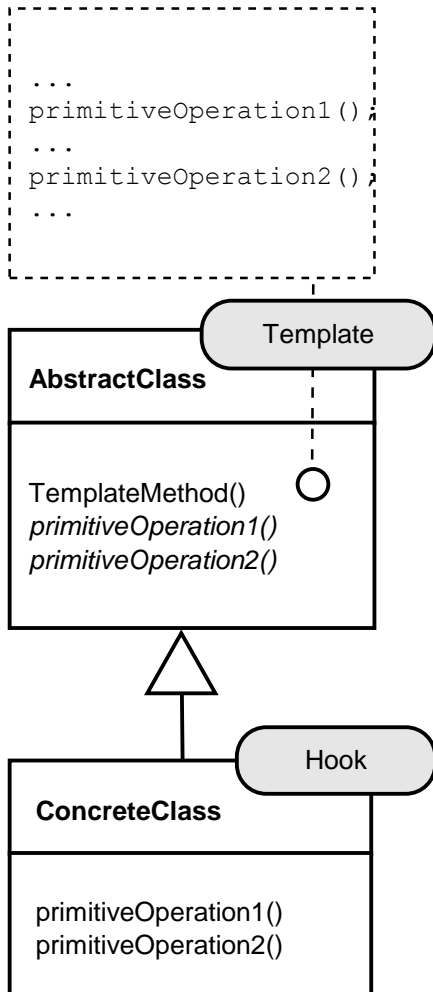 ...
primitiveOperation1();
...
primitiveOperation2();
...
Template
AbstractClass
TemplateMethod()
primitiveOperation1()
primitiveOperation2()
Hook
ConcreteClass
primitiveOperation1()
primitiveOperation2()